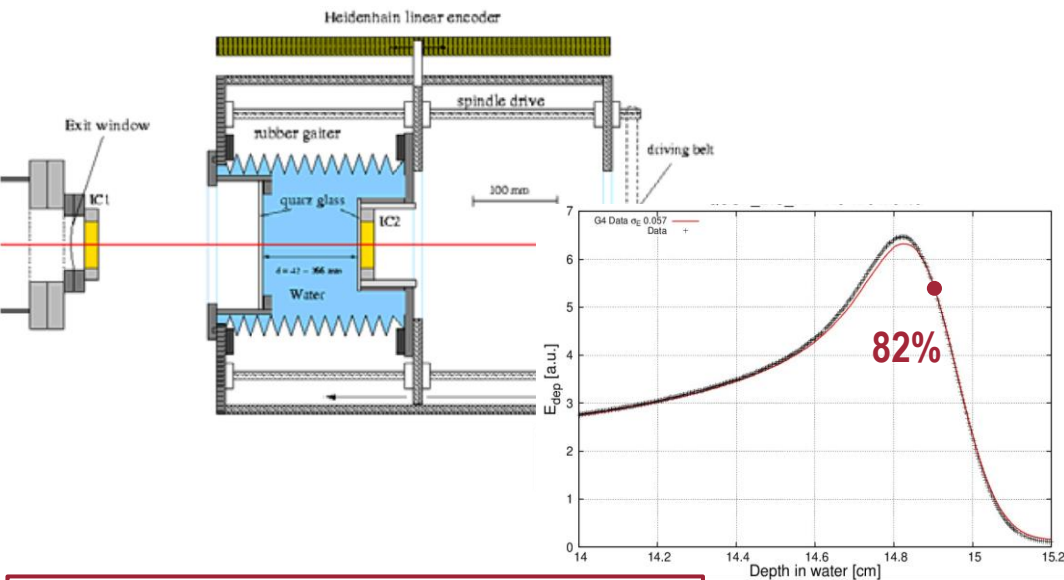 Heidenhain linear encoder
spindle drive
Exit window
rubber gaiter
driving belt
IC1
100 mm
quarz glass
IC2
Water
7
6
5
4
3
2
1
0
E_dep [a.u.]
G4 Data σ_E 0.057
Data
82%
14
14.2
14.4
14.6
14.8
15
15.2
Depth in water [cm]